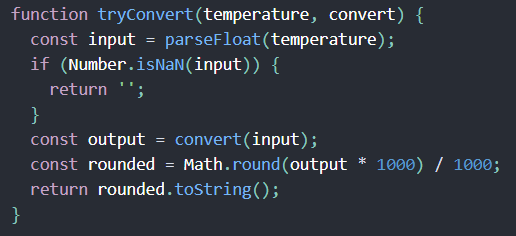 function tryConvert(temperature, convert) {
  const input = parseFloat(temperature);
  if (Number.isNaN(input)) {
    return '';
  }
  const output = convert(input);
  const rounded = Math.round(output * 1000) / 1000;
  return rounded.toString();
}